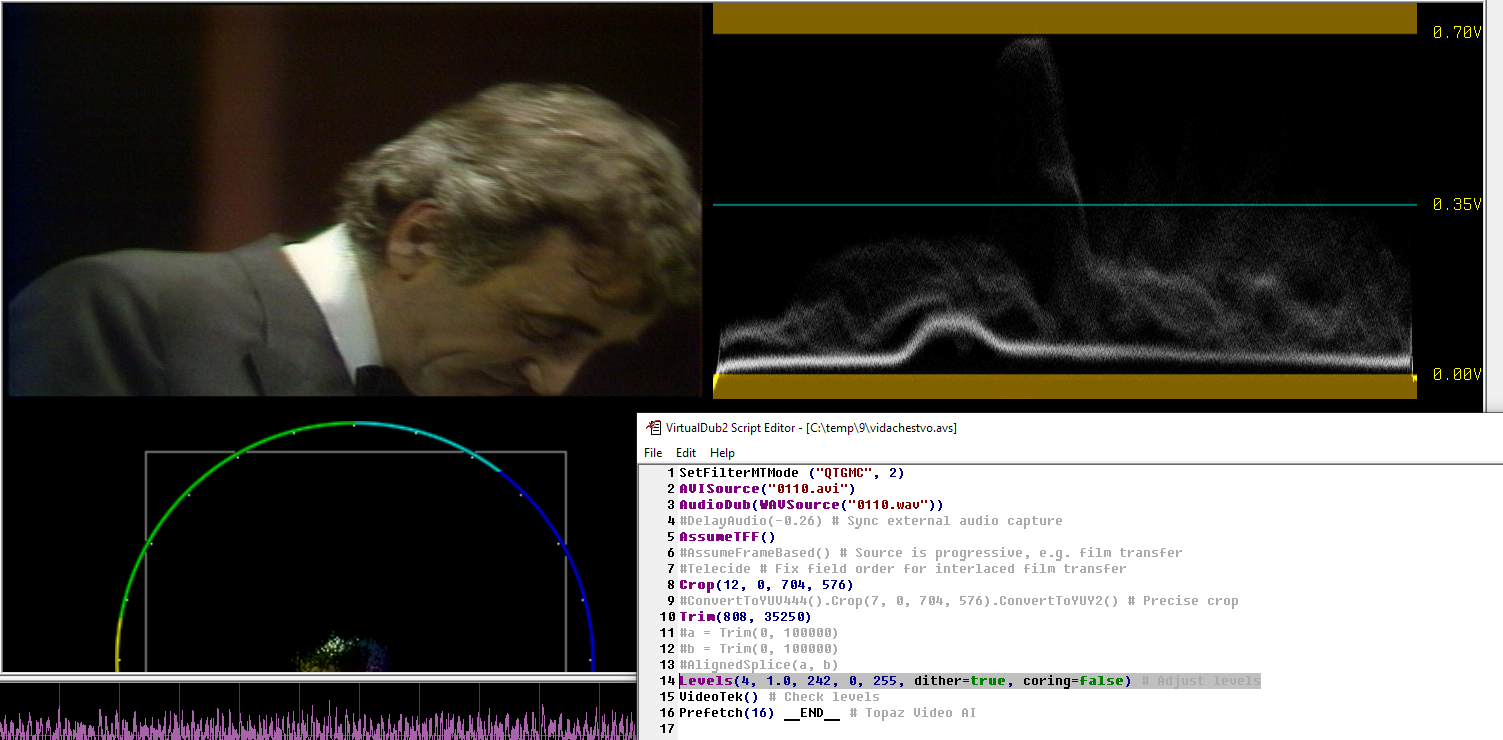 0.70V
0.35V
0.00V
VirtualDub2 Script Editor - [C:\temp\9\vidachestvo.avs]
File Edit Help
1 SetFilterMTMode ("QTGMC", 2)
2 AVISource("0110.avi")
3 AudioDub(WAVSource("0110.wav"))
4 #DelayAudio(-0.26) # Sync external audio capture
5 AssumeTFF()
6 #AssumeFrameBased() # Source is progressive, e.g. film transfer
7 #Telecide # Fix field order for interlaced film transfer
8 Crop(12, 0, 704, 576)
9 #ConvertToYUV444().Crop(7, 0, 704, 576).ConvertToYUY2() # Precise crop
10 Trim(808, 35250)
11 #a = Trim(0, 100000)
12 #b = Trim(0, 100000)
13 #AlignedSplice(a, b)
14 Levels(4, 1.0, 242, 0, 255, dither=true, coring=false) # Adjust levels
15 VideoTek() # Check levels
16 Prefetch(16) __END__ # Topaz Video AI
17